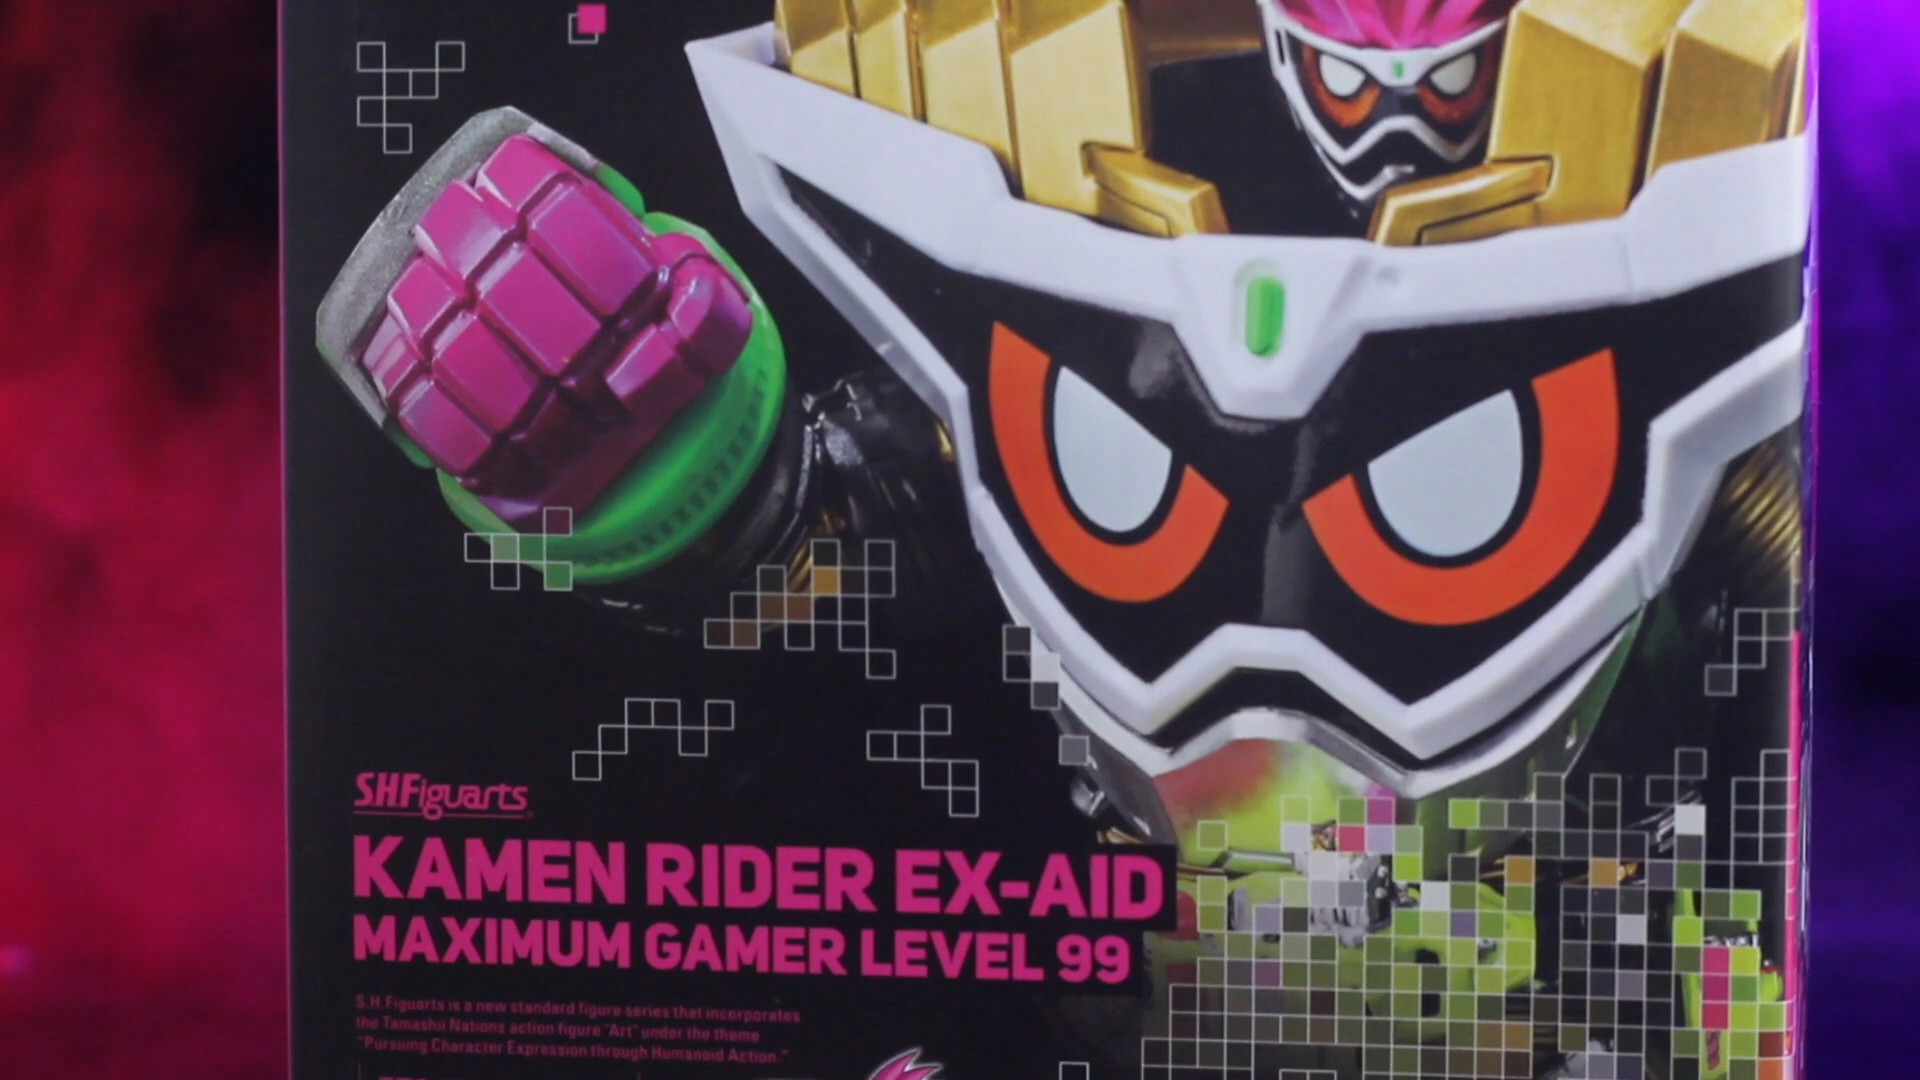 S.H.Figuarts
KAMEN RIDER EX-AID
MAXIMUM GAMER LEVEL 99
S.H.Figuarts is a new standard figure series that incorporates
the Tamashii Nations action figure "Art" under the theme
"Pursuing Character Expression through Humanoid Action."